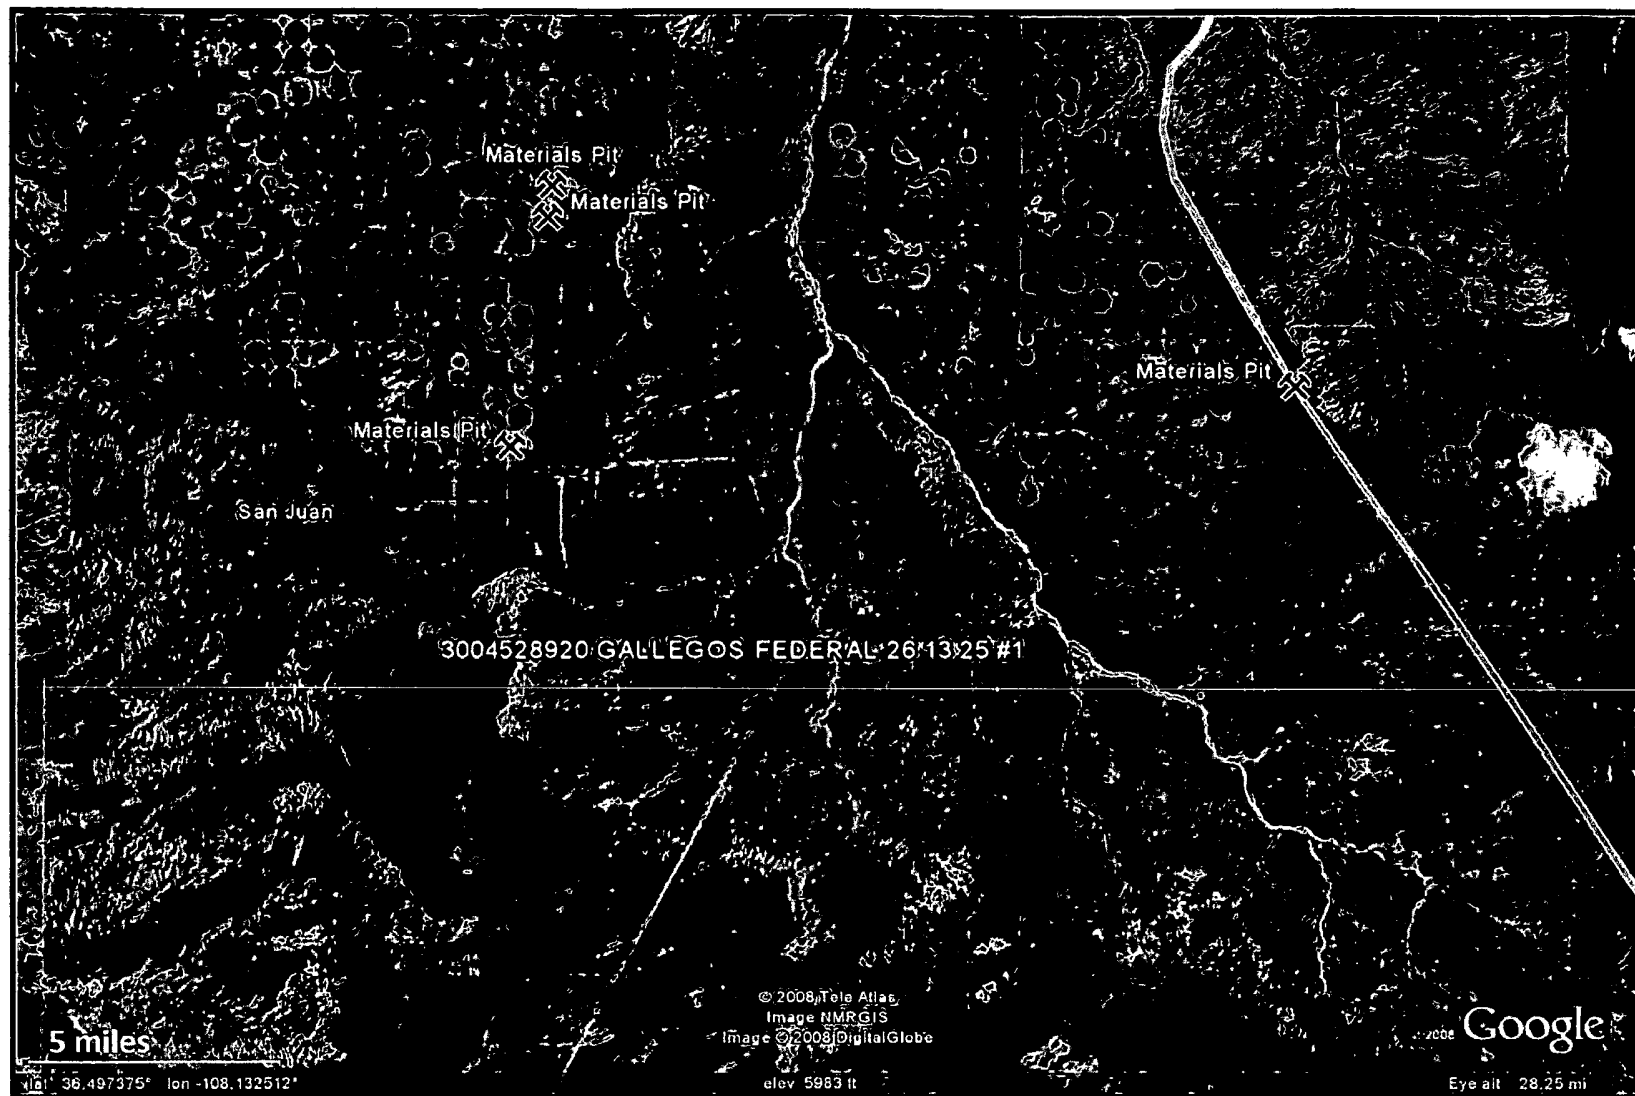 Materials Pit
Materials Pit
Materials Pit
Materials Pit
San Juan
3004528920 GALLEGOS FEDERAL 26 13 25 #1
© 2008 Tele Atlas
Image NMRGIS
Image © 2008 DigitalGlobe
5 miles
© 2008 Google
lat 36.497375° lon -108.132512°
elev 5983 ft
Eye alt 28.25 mi